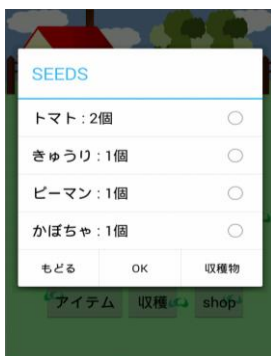 SEEDS
トマト : 2個
きゅうり : 1個
ピーマン : 1個
かぼちゃ : 1個
もどる OK 収穫物
アイテム 収穫 shop